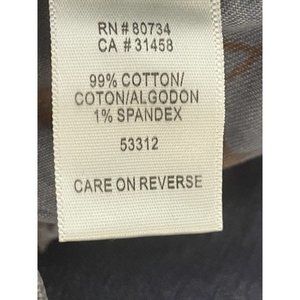 RN # 80734
CA # 31458
99% COTTON/
COTON/ALGODON
1% SPANDEX
53312
CARE ON REVERSE